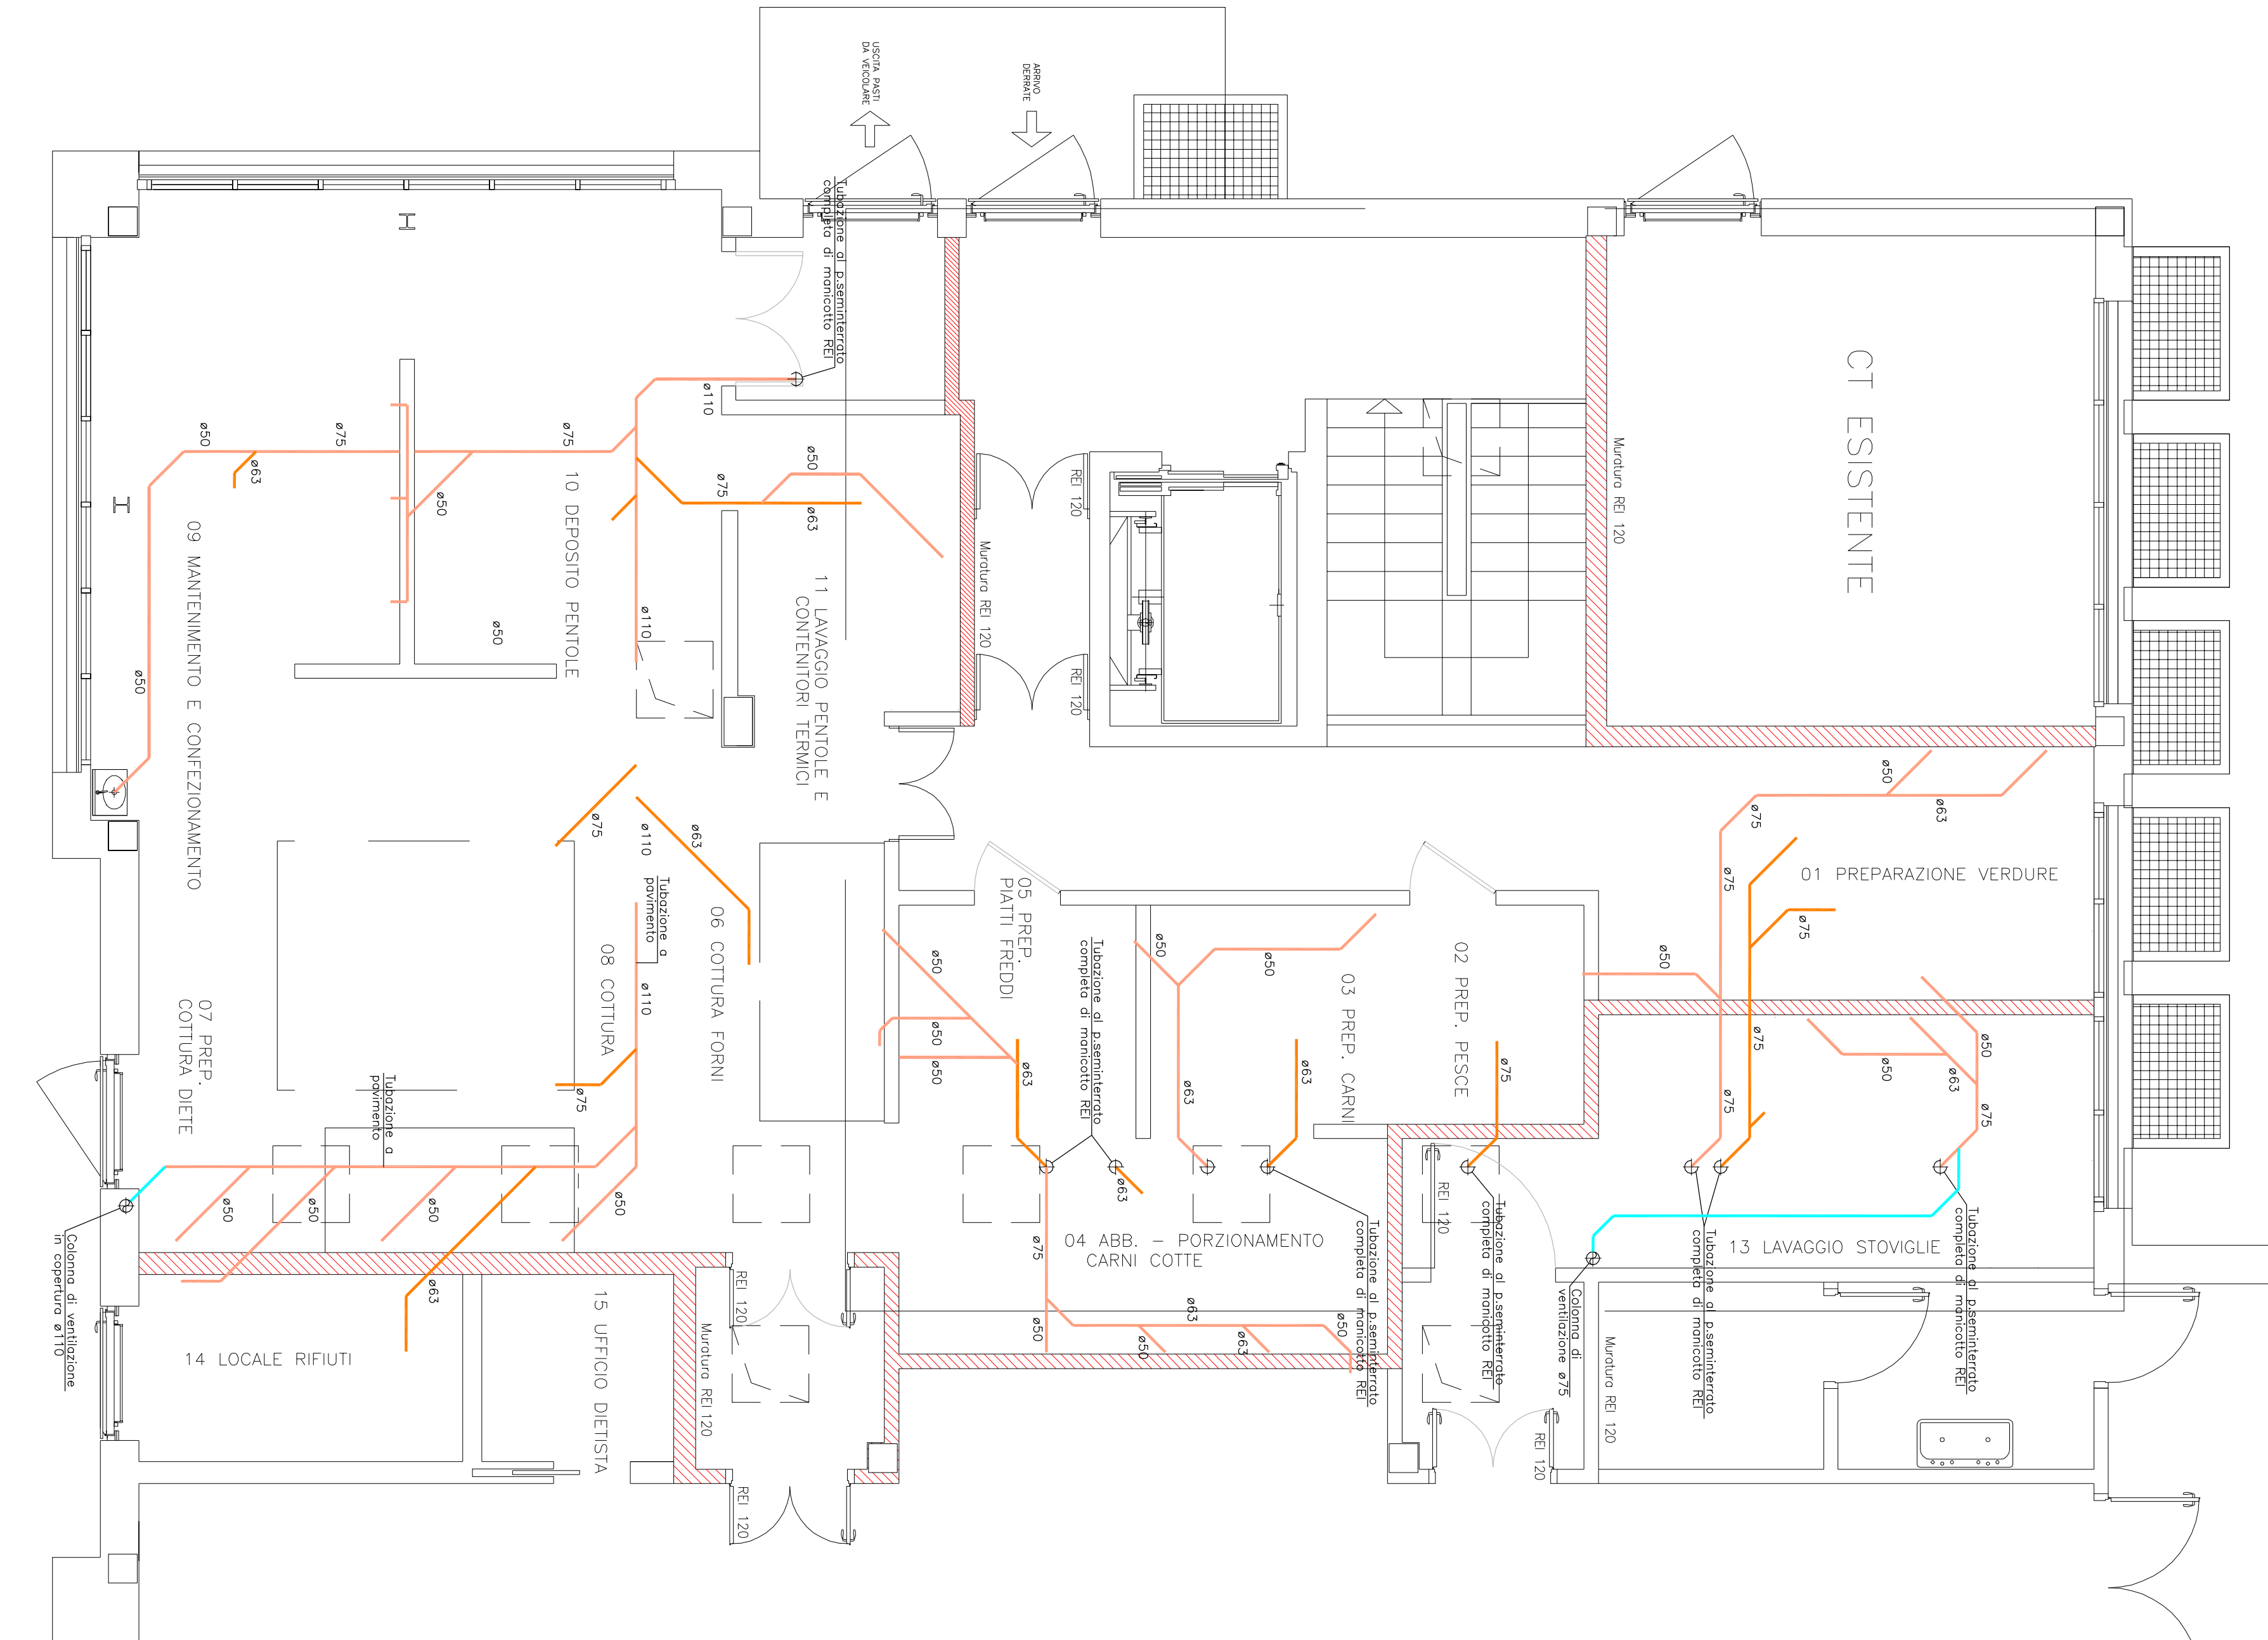 USCITA PASTI
DA VEICOLARE
ARRIVO
DERRATE
Tubazione al p.seminterrato
completa di manicotto REI
CT ESISTENTE
Muratura REI 120
ø110
ø50
ø75
ø75
ø63
ø50
ø50
ø75
ø63
REI 120
10 DEPOSITO PENTOLE
09 MANTENIMENTO E CONFEZIONAMENTO
11 LAVAGGIO PENTOLE E
CONTENITORI TERMICI
Muratura REI 120
ø110
ø50
ø50
REI 120
ø50
ø63
ø75
ø75
ø63
ø110
Tubazione a
pavimento
06 COTTURA FORNI
05 PREP.
PIATTI FREDDI
01 PREPARAZIONE VERDURE
ø75
ø75
ø50
ø50
ø50
ø50
Tubazione al p.seminterrato
completa di manicotto REI
02 PREP. PESCE
03 PREP. CARNI
08 COTTURA
ø110
07 PREP.
COTTURA DIETE
ø50
ø50
ø63
ø63
ø63
ø75
ø75
ø50
ø50
ø63
ø75
ø75
ø75
Tubazione a
pavimento
ø50
ø50
ø50
ø50
ø63
REI 120
04 ABB. – PORZIONAMENTO
CARNI COTTE
ø75
Tubazione al p.seminterrato
completa di manicotto REI
Tubazione al p.seminterrato
completa di manicotto REI
Tubazione al p.seminterrato
completa di manicotto REI
13 LAVAGGIO STOVIGLIE
Tubazione al p.seminterrato
completa di manicotto REI
Colonna di
ventilazione ø75
Colonna di ventilazione
in copertura ø110
ø63
REI 120
ø50
ø63
ø50
ø63
ø50
Muratura REI 120
Muratura REI 120
14 LOCALE RIFIUTI
15 UFFICIO DIETISTA
REI 120
REI 120